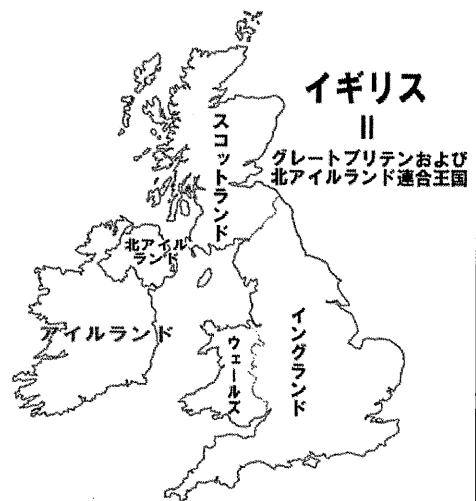 イギリス
=
グレートブリテンおよび
北アイルランド連合王国
スコットランド
北アイル
ランド
アイルランド
ウェールズ
イングランド